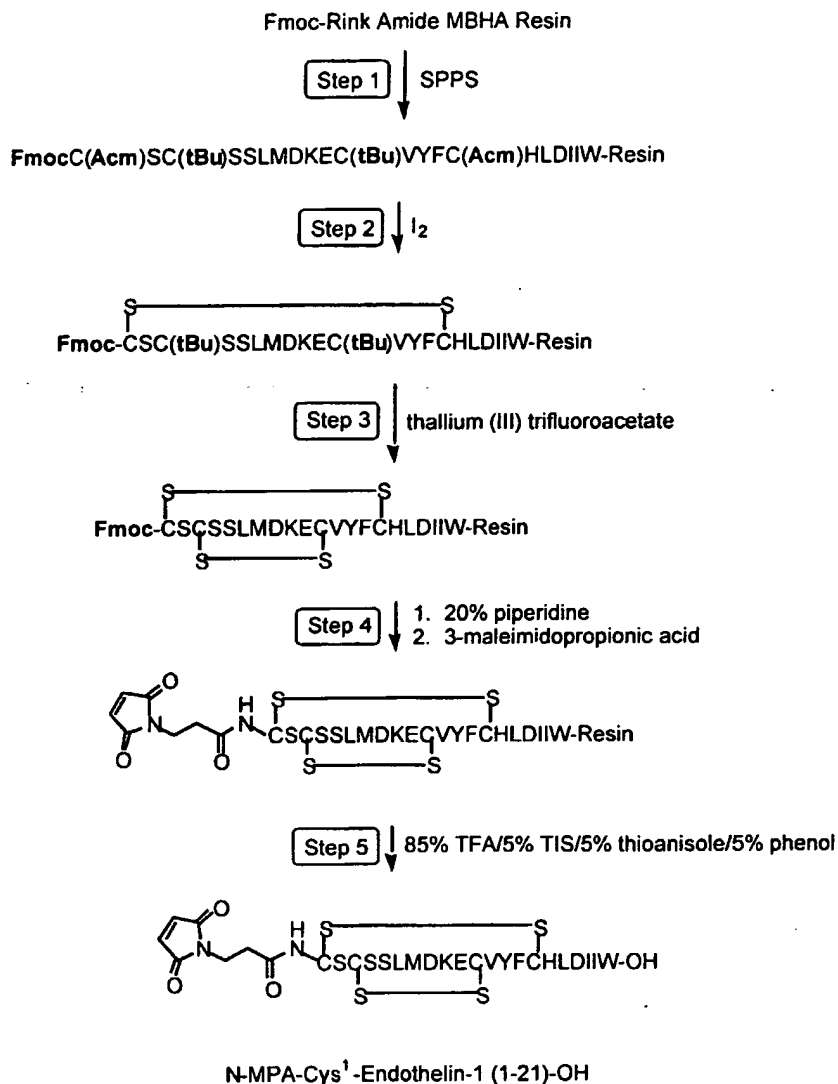 Fmoc-Rink Amide MBHA Resin
Step 1
SPPS
FmocC(Acm)SC(tBu)SSLMDKEC(tBu)VYFC(Acm)HLDIIW-Resin
Step 2
I2
S S
Fmoc-CSC(tBu)SSLMDKEC(tBu)VYFCHLDIIW-Resin
Step 3
thallium (III) trifluoroacetate
S S
Fmoc-CSCSSLMDKECVYFCHLDIIW-Resin
S S
Step 4
1. 20% piperidine
2. 3-maleimidopropionic acid
O
N
O
O
H
N
S S
CSCSSLMDKECVYFCHLDIIW-Resin
S S
Step 5
85% TFA/5% TIS/5% thioanisole/5% phenol
O
N
O
O
H
N
S S
CSCSSLMDKECVYFCHLDIIW-OH
S S
N-MPA-Cys1-Endothelin-1 (1-21)-OH